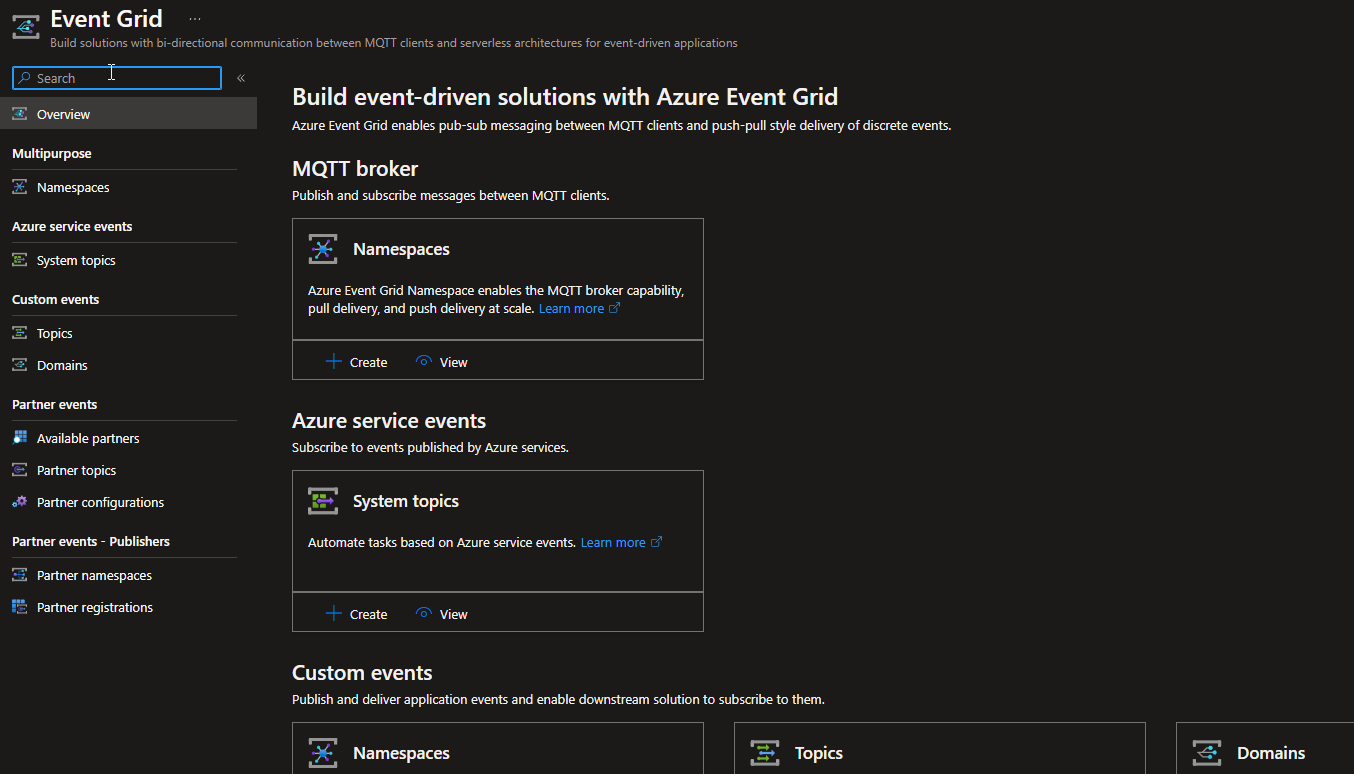 Event Grid ...
Build solutions with bi-directional communication between MQTT clients and serverless architectures for event-driven applications
Search
«
Overview
Multipurpose
Namespaces
Azure service events
System topics
Custom events
Topics
Domains
Partner events
Available partners
Partner topics
Partner configurations
Partner events - Publishers
Partner namespaces
Partner registrations
Build event-driven solutions with Azure Event Grid
Azure Event Grid enables pub-sub messaging between MQTT clients and push-pull style delivery of discrete events.
MQTT broker
Publish and subscribe messages between MQTT clients.
Namespaces
Azure Event Grid Namespace enables the MQTT broker capability,
pull delivery, and push delivery at scale. Learn more
Create View
Azure service events
Subscribe to events published by Azure services.
System topics
Automate tasks based on Azure service events. Learn more
Create View
Custom events
Publish and deliver application events and enable downstream solution to subscribe to them.
Namespaces Topics Domains